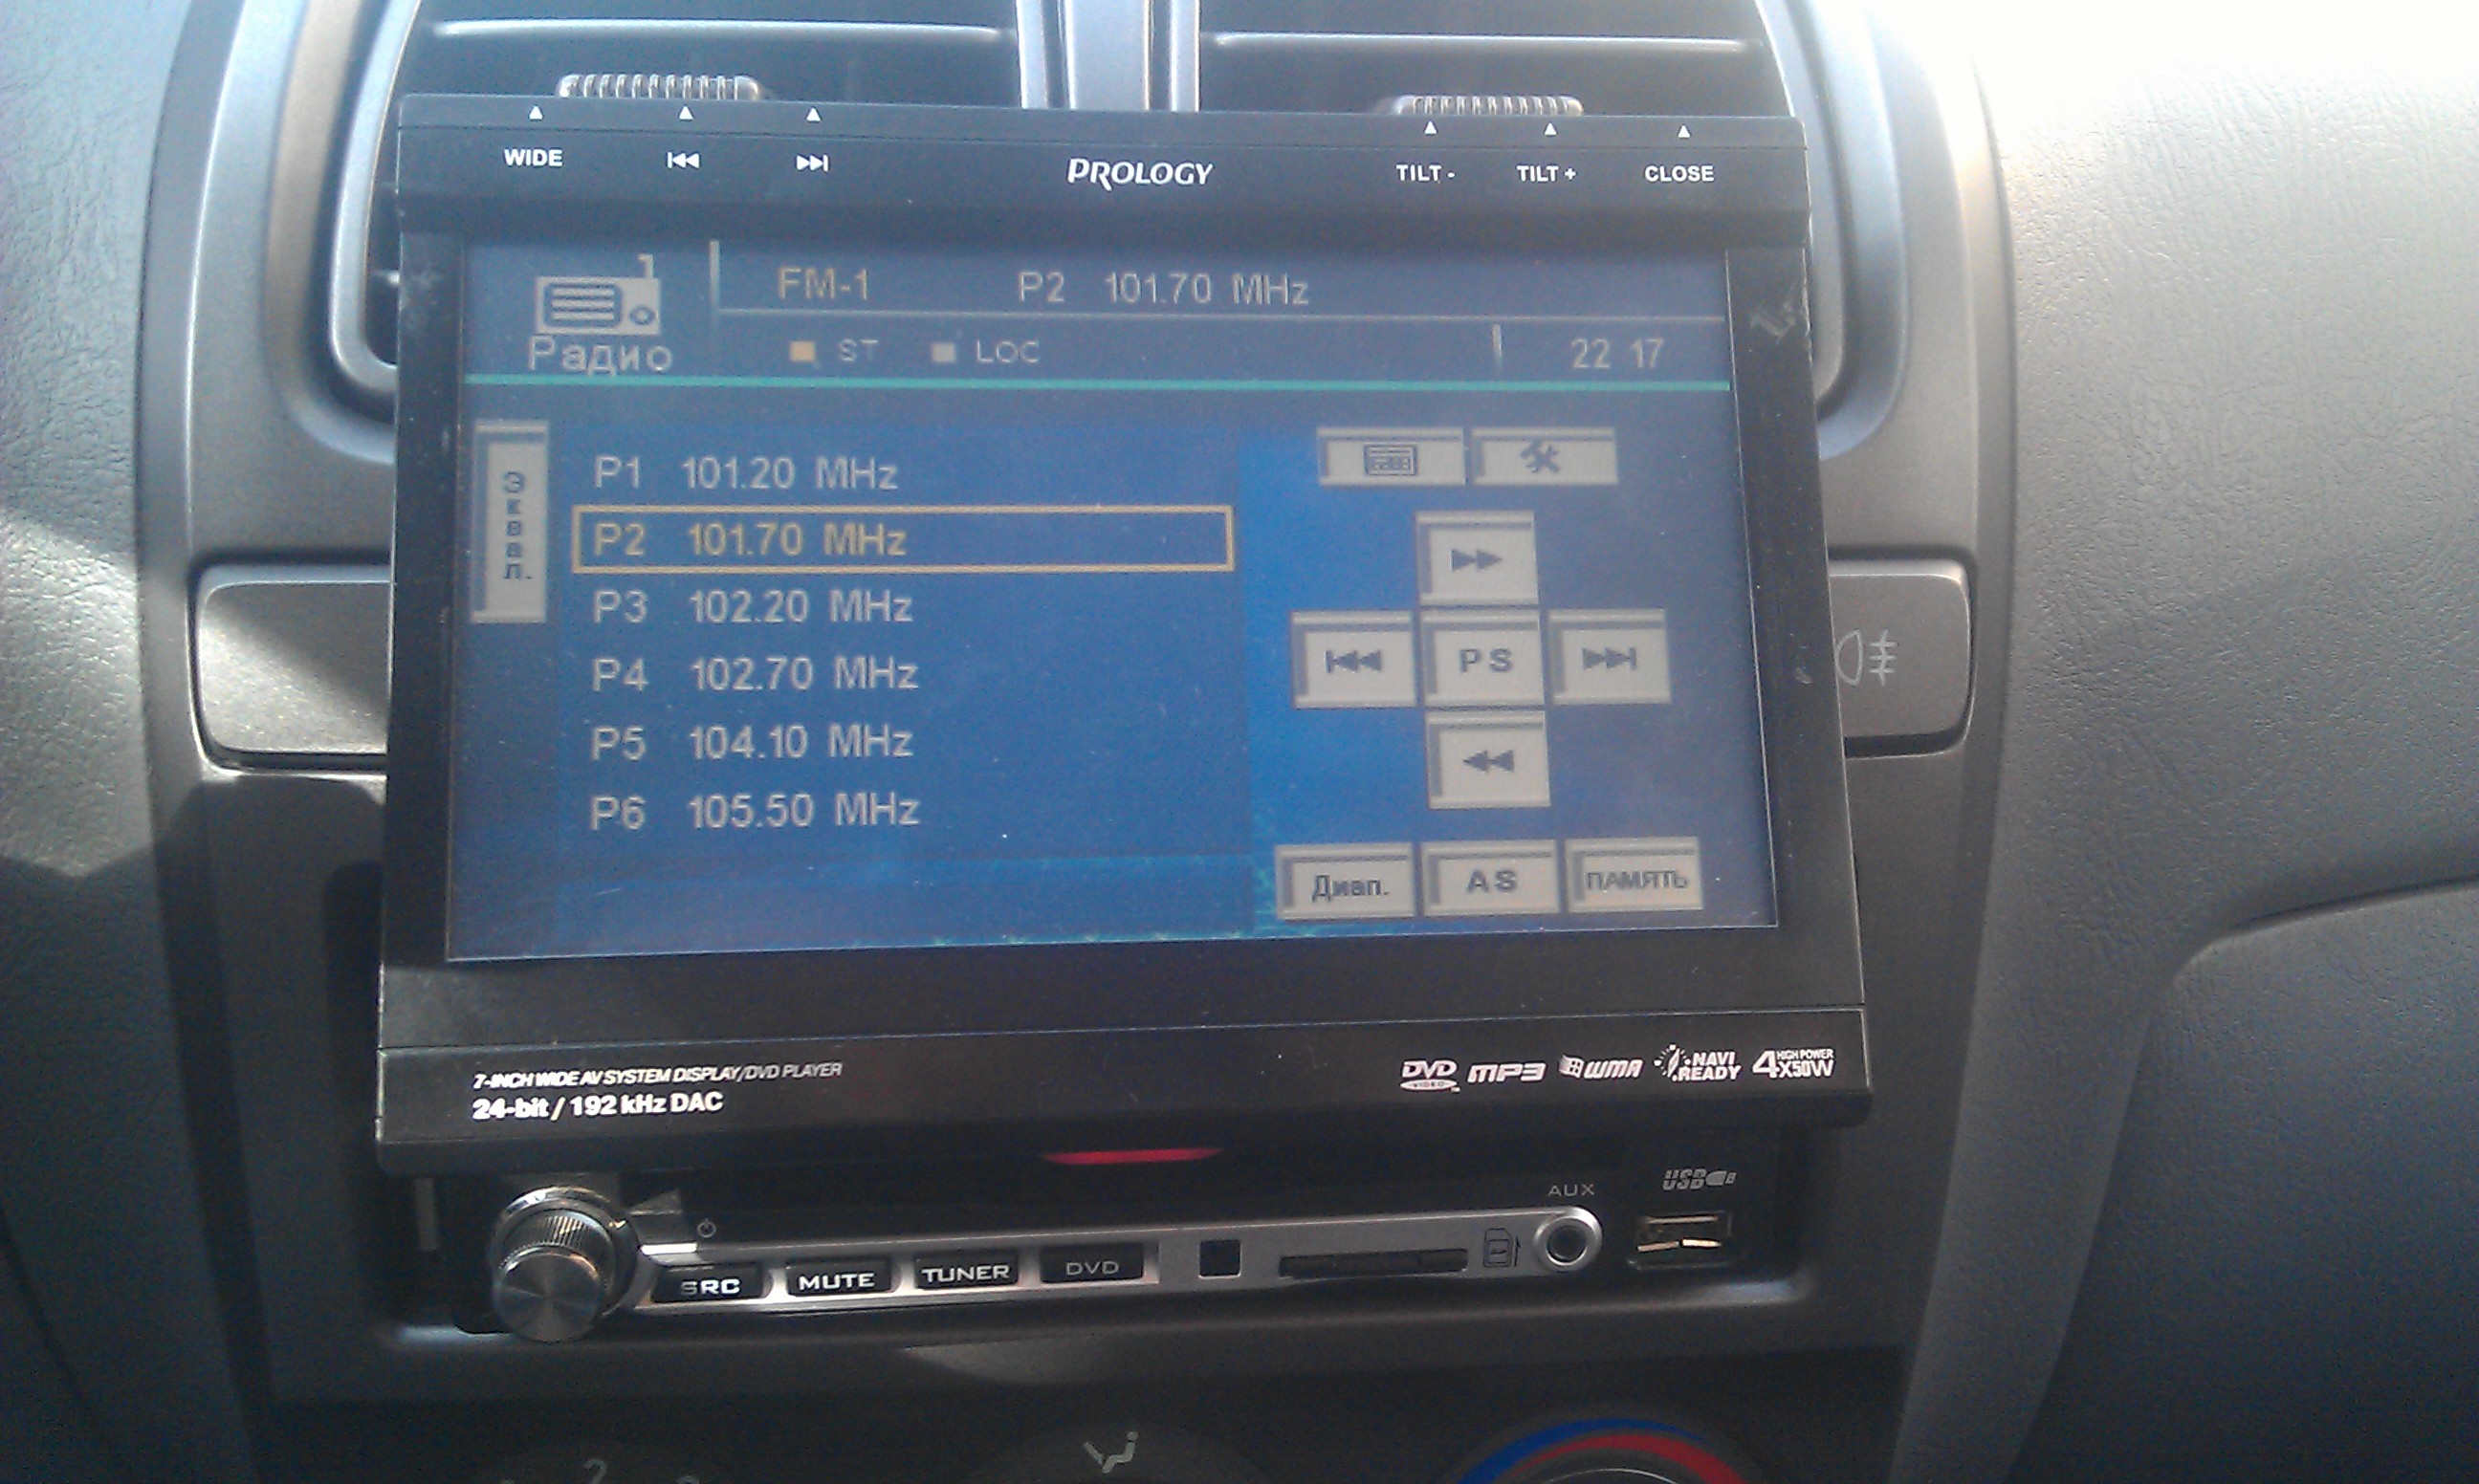 WIDE PROLOGY TILT - TILT + CLOSE
FM-1 P2 101.70 MHz
Радио ST LOC 22 17
Эквал.
P1 101.20 MHz
P2 101.70 MHz
P3 102.20 MHz
P4 102.70 MHz
P5 104.10 MHz
P6 105.50 MHz
PS
Диап. AS ПАМЯТЬ
7-INCH WIDE AV SYSTEM DISPLAY/DVD PLAYER
24-bit / 192 kHz DAC
DVD VIDEO MP3 WMA NAVI READY 4X50W HIGH POWER
AUX USB
SRC MUTE TUNER DVD
2